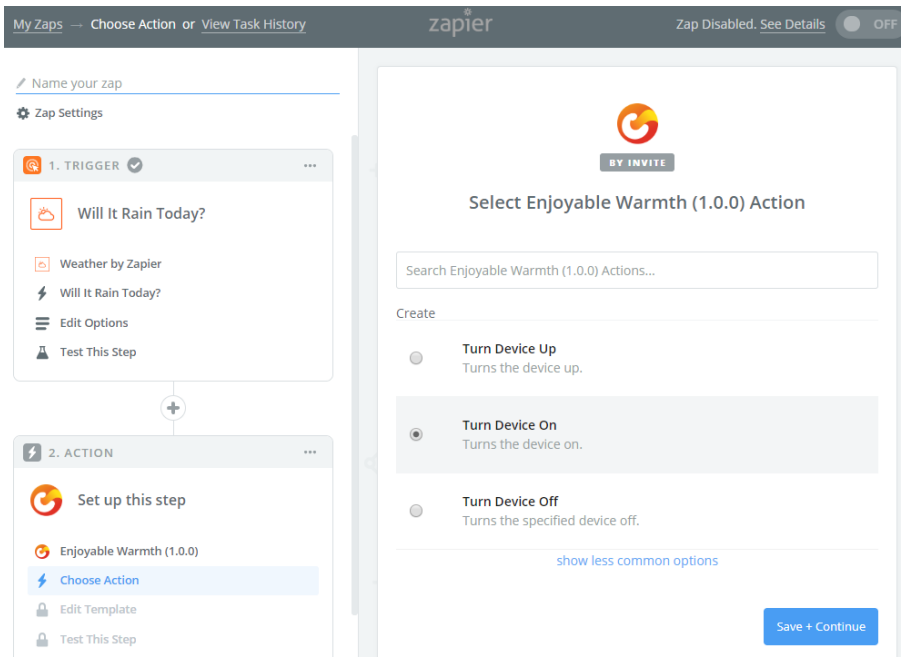 My Zaps → Choose Action or View Task History
zapier
Zap Disabled. See Details
OFF
Name your zap
Zap Settings
1. TRIGGER
Will It Rain Today?
Weather by Zapier
Will It Rain Today?
Edit Options
Test This Step
2. ACTION
Set up this step
Enjoyable Warmth (1.0.0)
Choose Action
Edit Template
Test This Step
BY INVITE
Select Enjoyable Warmth (1.0.0) Action
Search Enjoyable Warmth (1.0.0) Actions...
Create
Turn Device Up
Turns the device up.
Turn Device On
Turns the device on.
Turn Device Off
Turns the specified device off.
show less common options
Save + Continue